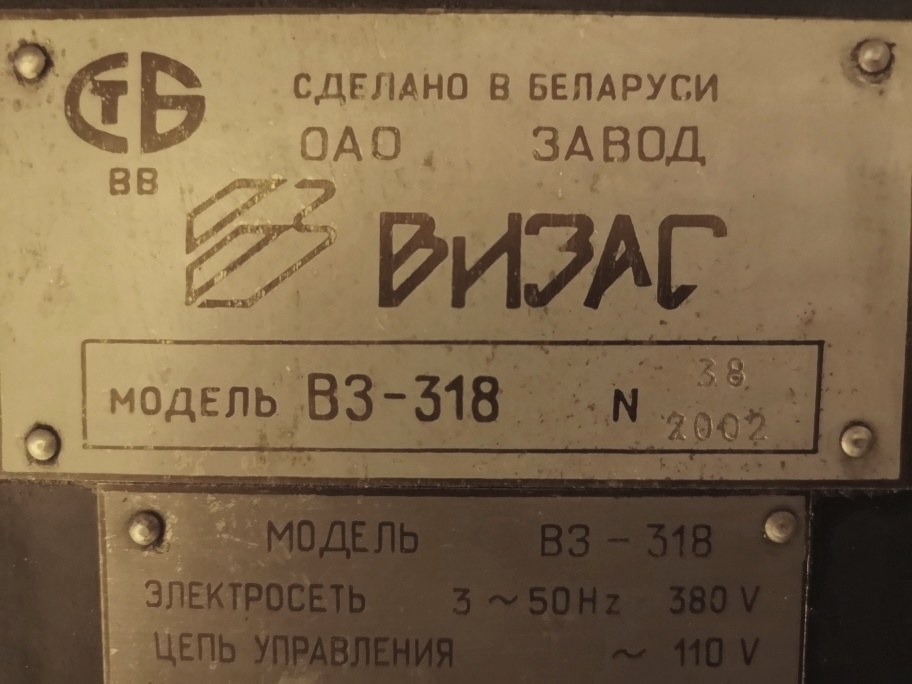 СТБ
ВВ
СДЕЛАНО В БЕЛАРУСИ
ОАО ЗАВОД
ВИЗАС
МОДЕЛЬ ВЗ-318 N 38
2002
МОДЕЛЬ ВЗ - 318
ЭЛЕКТРОСЕТЬ 3 ~ 50Hz 380 V
ЦЕПЬ УПРАВЛЕНИЯ ~ 110 V